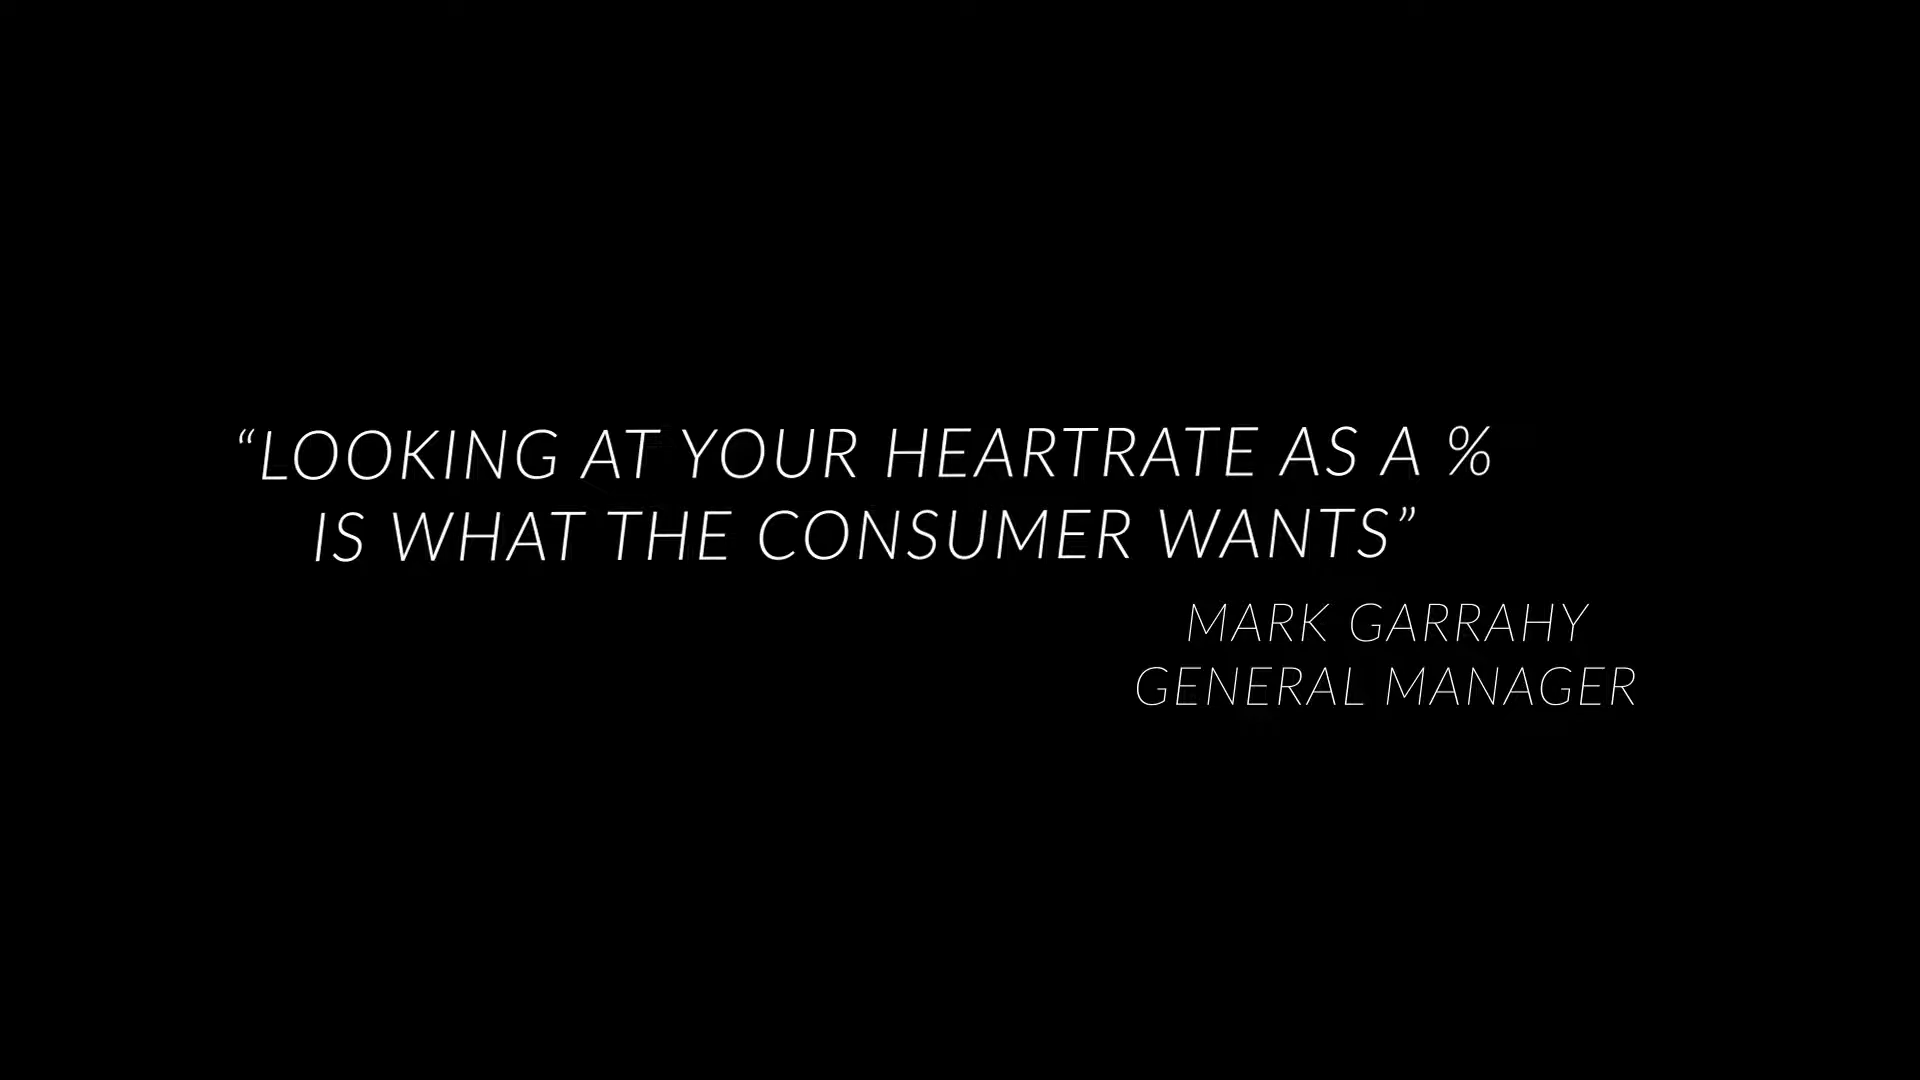 “LOOKING AT YOUR HEARTRATE AS A %
IS WHAT THE CONSUMER WANTS”
MARK GARRAHY
GENERAL MANAGER